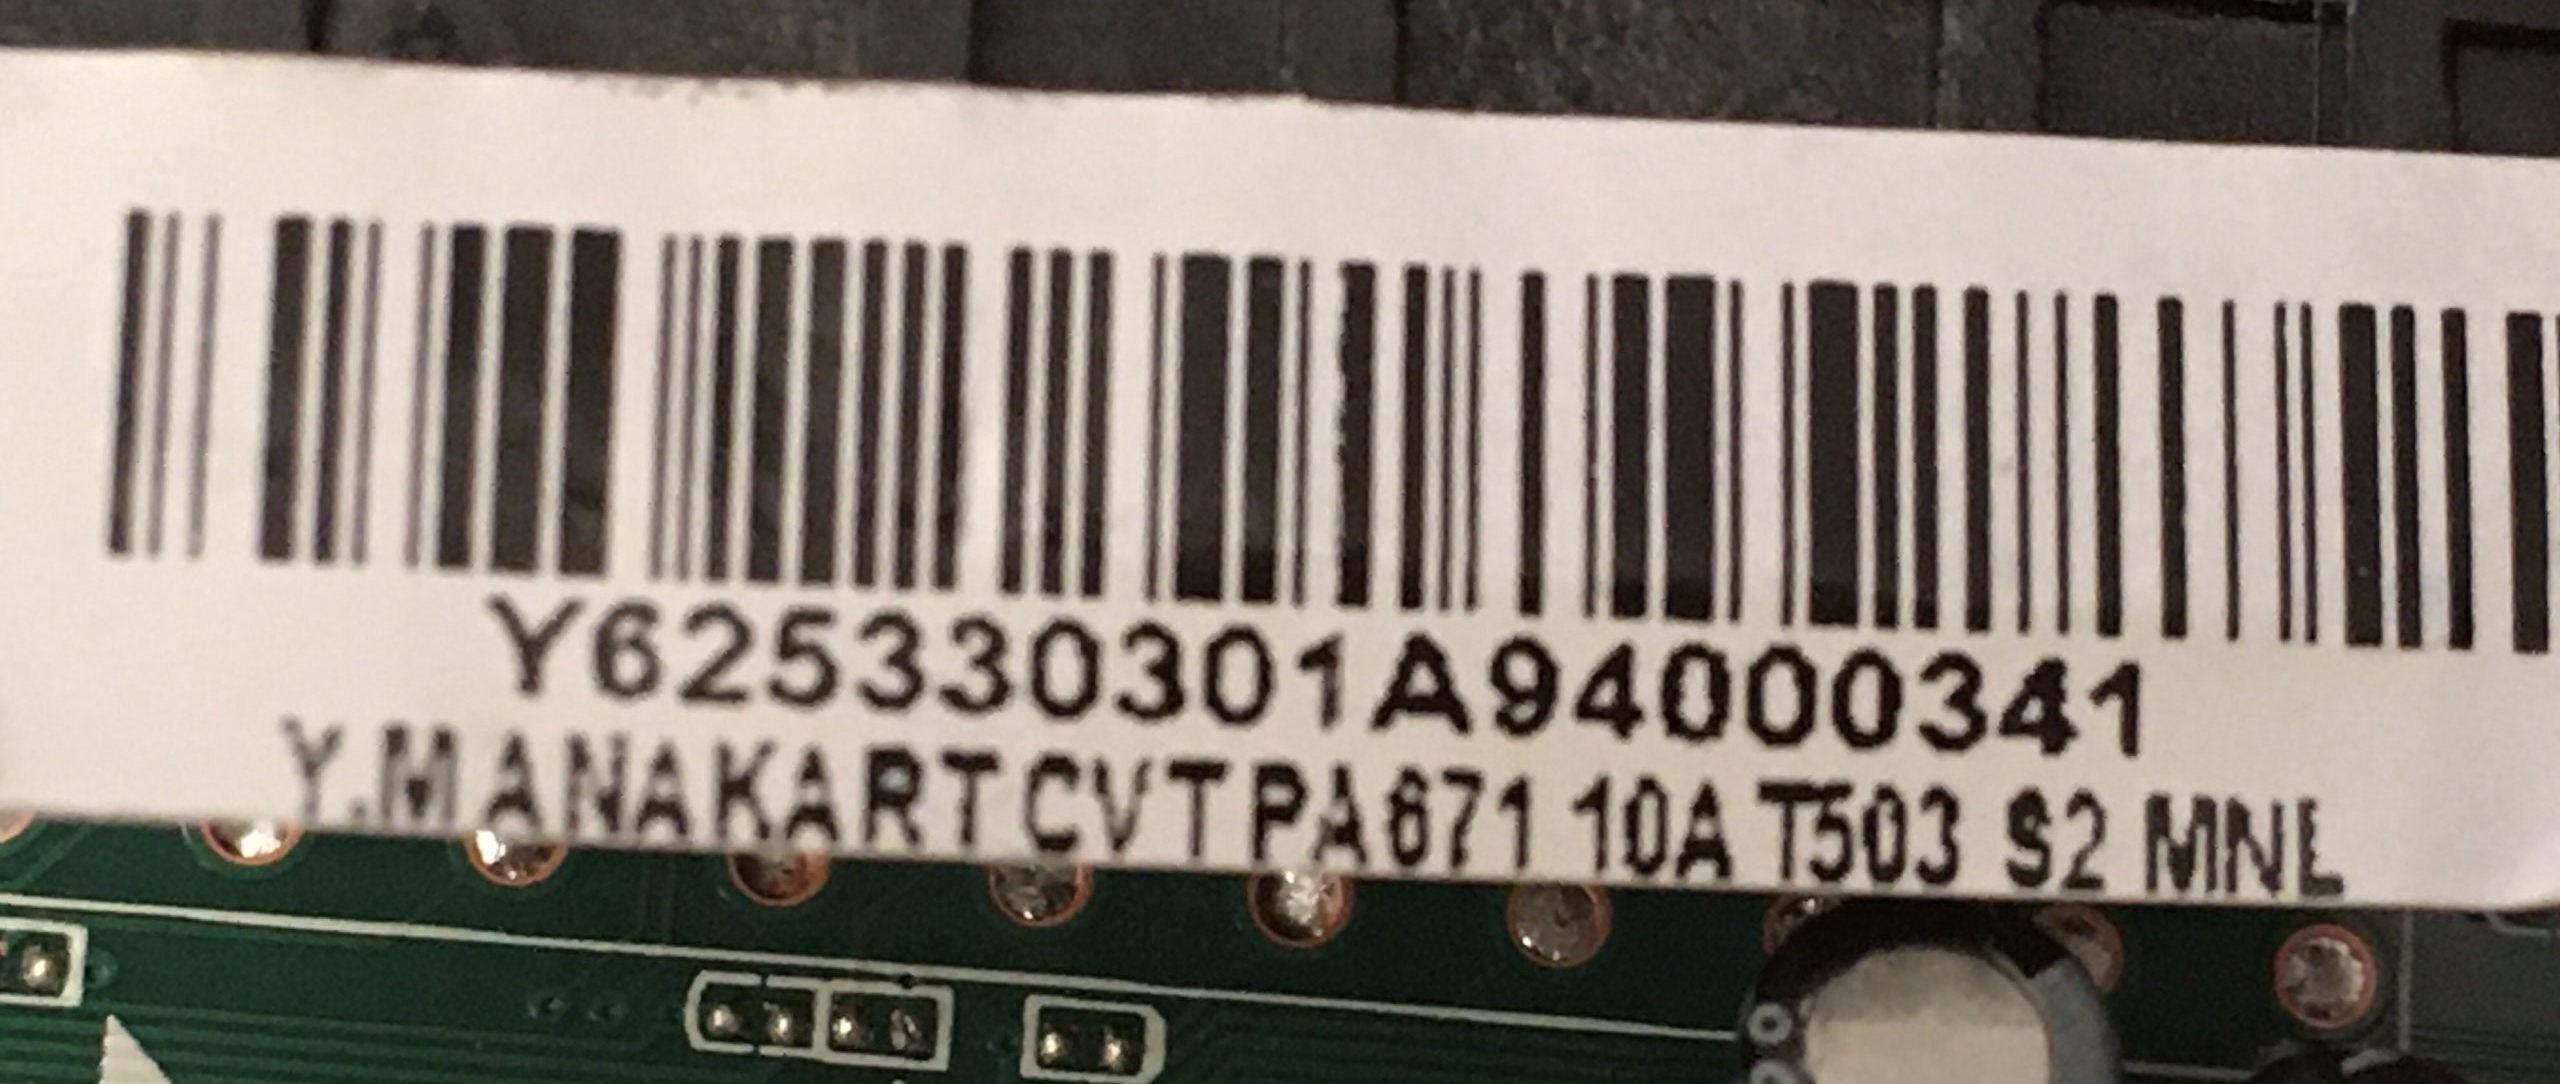 Y625330301A94000341
Y.MANAKART CVT PA671 10A T503 S2 MNL